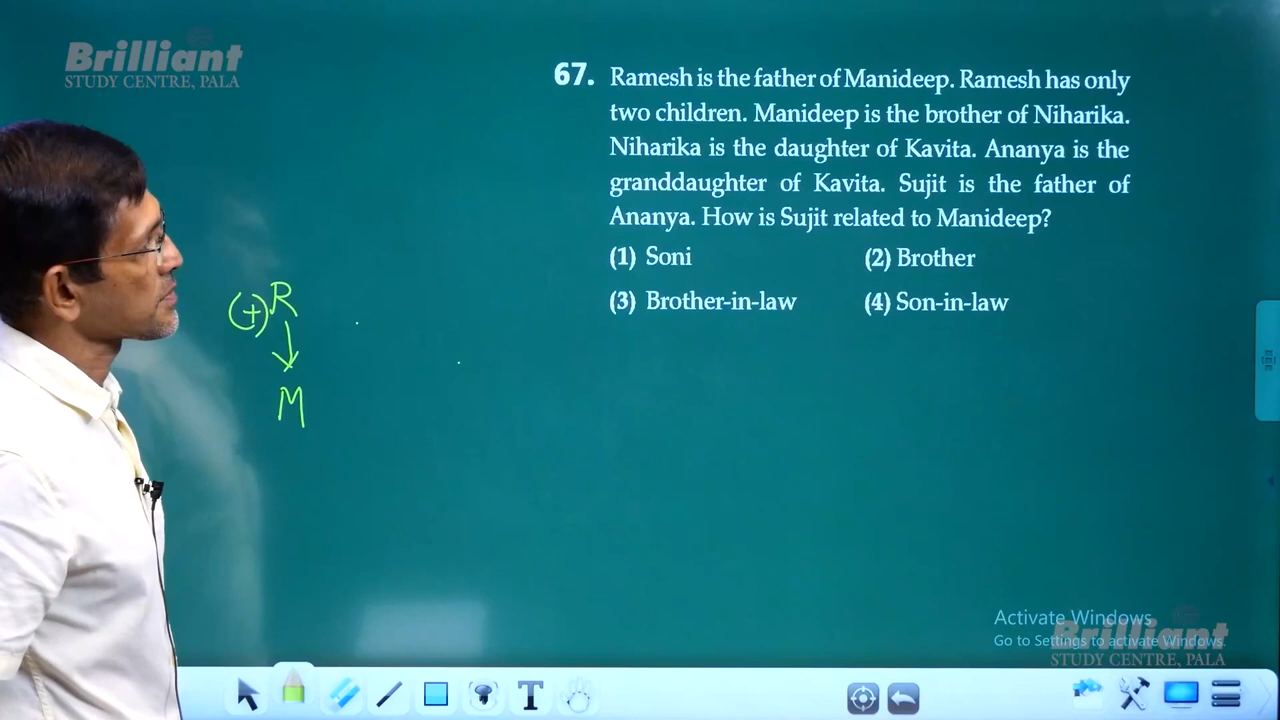 Brilliant
STUDY CENTRE, PALA
67. Ramesh is the father of Manideep. Ramesh has only
two children. Manideep is the brother of Niharika.
Niharika is the daughter of Kavita. Ananya is the
granddaughter of Kavita. Sujit is the father of
Ananya. How is Sujit related to Manideep?
(1) Soni (2) Brother
(3) Brother-in-law (4) Son-in-law
(+) R
M
Activate Windows
Go to Settings to activate Windows.
Brilliant
STUDY CENTRE, PALA
T